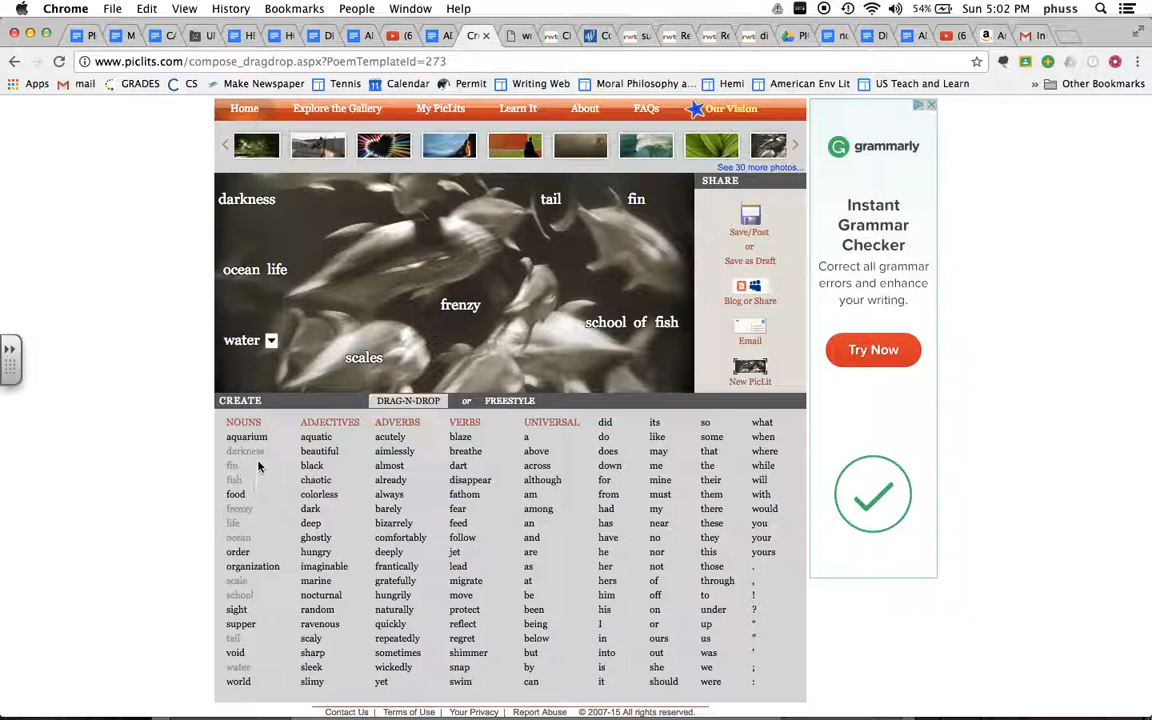 Chrome File Edit View History Bookmarks People Window Help 54% Sun 5:02 PM phuss
www.piclits.com/compose_dragdrop.aspx?PoemTemplateId=273
Apps mail GRADES CS Make Newspaper Tennis Calendar Permit Writing Web Moral Philosophy a... Hemi American Env Lit US Teach and Learn » Other Bookmarks
Home Explore the Gallery My PicLits Learn It About FAQs Our Vision
See 30 more photos...
SHARE
darkness tail fin
ocean life
frenzy
school of fish
water
scales
Save/Post
or
Save as Draft
Blog or Share
Email
New PicLit
grammarly
Instant
Grammar
Checker
Correct all grammar
errors and enhance
your writing.
Try Now
CREATE DRAG-N-DROP or FREESTYLE
NOUNS ADJECTIVES ADVERBS VERBS UNIVERSAL did its so what
aquarium aquatic acutely blaze a do like some when
darkness beautiful aimlessly breathe above does may that where
fin black almost dart across down me the while
fish chaotic already disappear although for mine their will
food colorless always fathom am from must them with
frenzy dark barely fear among had my there would
life deep bizarrely feed an has near these you
ocean ghostly comfortably follow and have no they your
order hungry deeply jet are he nor this yours
organization imaginable frantically lead as her not those .
scale marine gratefully migrate at hers of through ,
school nocturnal hungrily move be him off to !
sight random naturally protect been his on under ?
supper ravenous quickly reflect being I or up "
tail scaly repeatedly regret below in ours us "
void sharp sometimes shimmer but into out was '
water sleek wickedly snap by is she we ;
world slimy yet swim can it should were :
Contact Us | Terms of Use | Your Privacy | Report Abuse © 2007-15 All rights reserved.